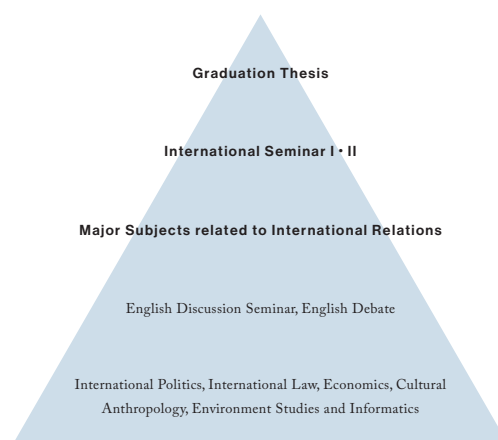 Graduation Thesis
International Seminar I・II
Major Subjects related to International Relations
English Discussion Seminar, English Debate
International Politics, International Law, Economics, Cultural
Anthropology, Environment Studies and Informatics